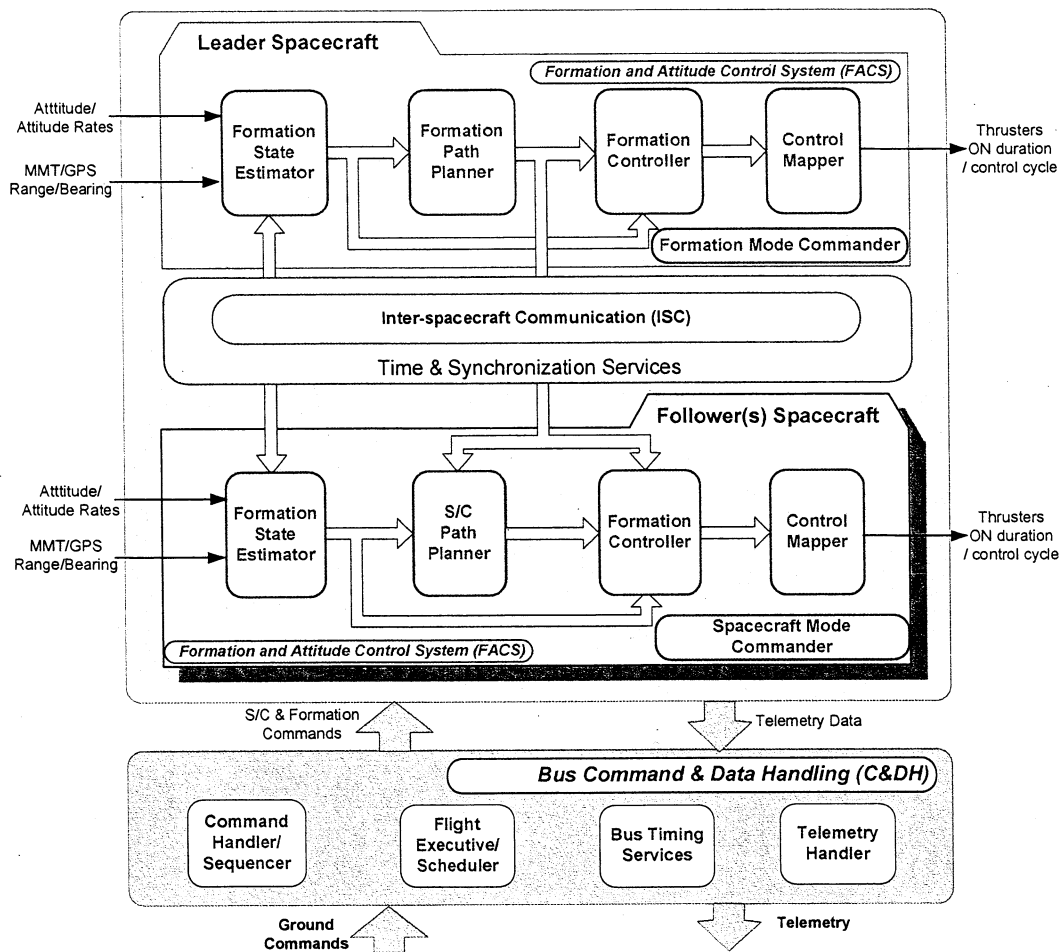 Leader Spacecraft
Formation and Attitude Control System (FACS)
Atttitude/
Attitude Rates
MMT/GPS
Range/Bearing
Formation
State
Estimator
Formation
Path
Planner
Formation
Controller
Control
Mapper
Thrusters
ON duration
/ control cycle
Formation Mode Commander
Inter-spacecraft Communication (ISC)
Time & Synchronization Services
Follower(s) Spacecraft
Atttitude/
Attitude Rates
MMT/GPS
Range/Bearing
Formation
State
Estimator
S/C
Path
Planner
Formation
Controller
Control
Mapper
Thrusters
ON duration
/ control cycle
Spacecraft Mode
Commander
Formation and Attitude Control System (FACS)
S/C & Formation
Commands
Telemetry Data
Bus Command & Data Handling (C&DH)
Command
Handler/
Sequencer
Flight
Executive/
Scheduler
Bus Timing
Services
Telemetry
Handler
Ground
Commands
Telemetry